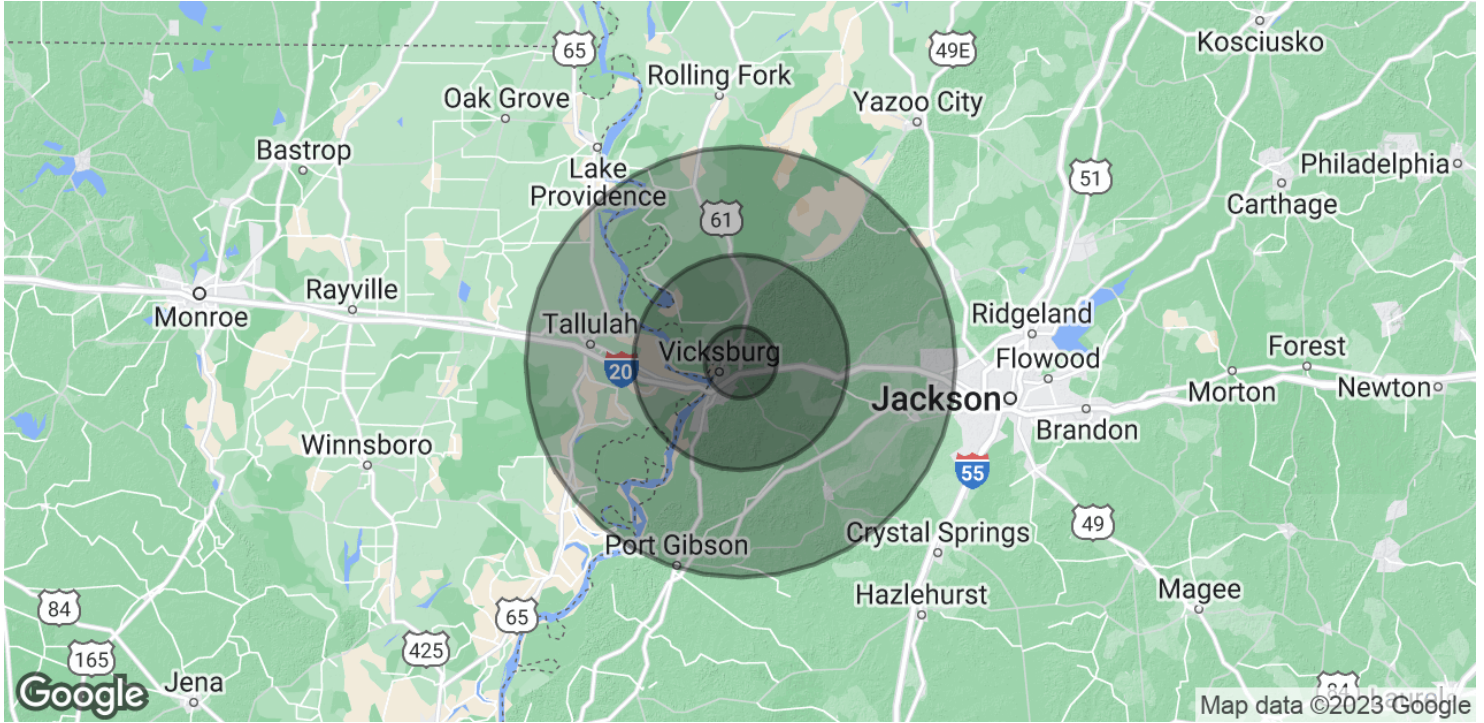 Kosciusko
65
49E
Rolling Fork
Oak Grove
Yazoo City
Bastrop
Philadelphia
Lake
Providence
51
Carthage
61
Rayville
Monroe
Ridgeland
Tallulah
Vicksburg
Flowood
Forest
20
Morton
Newton
Jackson
Brandon
Winnsboro
55
49
Crystal Springs
Port Gibson
Hazlehurst
Magee
84
65
425
165
Jena
84
Laurel
Google
Map data ©2023 Google